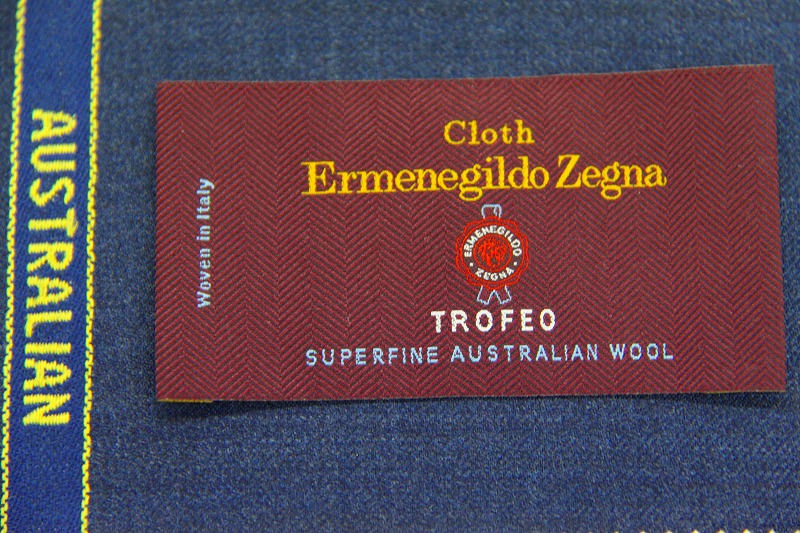 AUSTRALIAN
Woven in Italy
Cloth
Ermenegildo Zegna
ERMENEGILDO
ZEGNA
TROFEO
SUPERFINE AUSTRALIAN WOOL